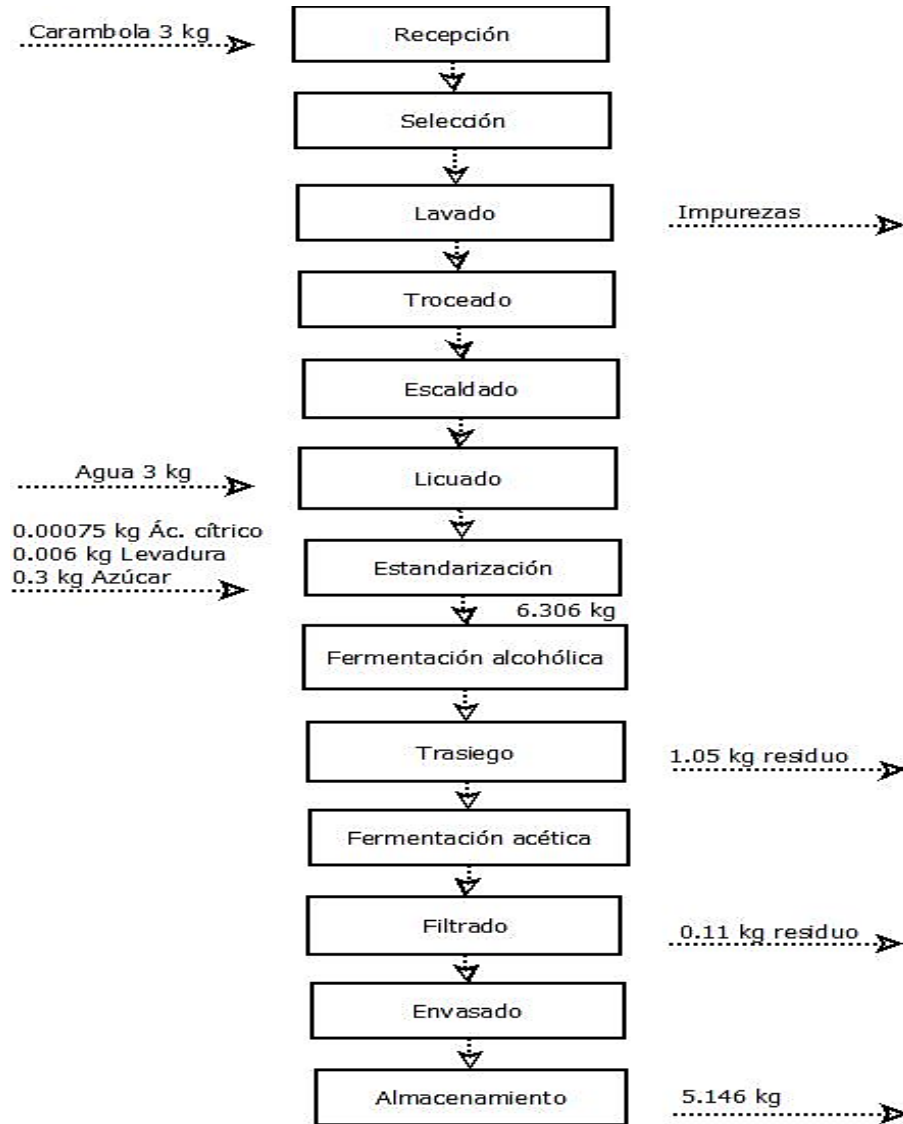 Carambola 3 kg
Recepción
Selección
Lavado
Impurezas
Troceado
Escaldado
Agua 3 kg
Licuado
0.00075 kg Ác. cítrico
0.006 kg Levadura
0.3 kg Azúcar
Estandarización
6.306 kg
Fermentación alcohólica
Trasiego
1.05 kg residuo
Fermentación acética
Filtrado
0.11 kg residuo
Envasado
Almacenamiento
5.146 kg